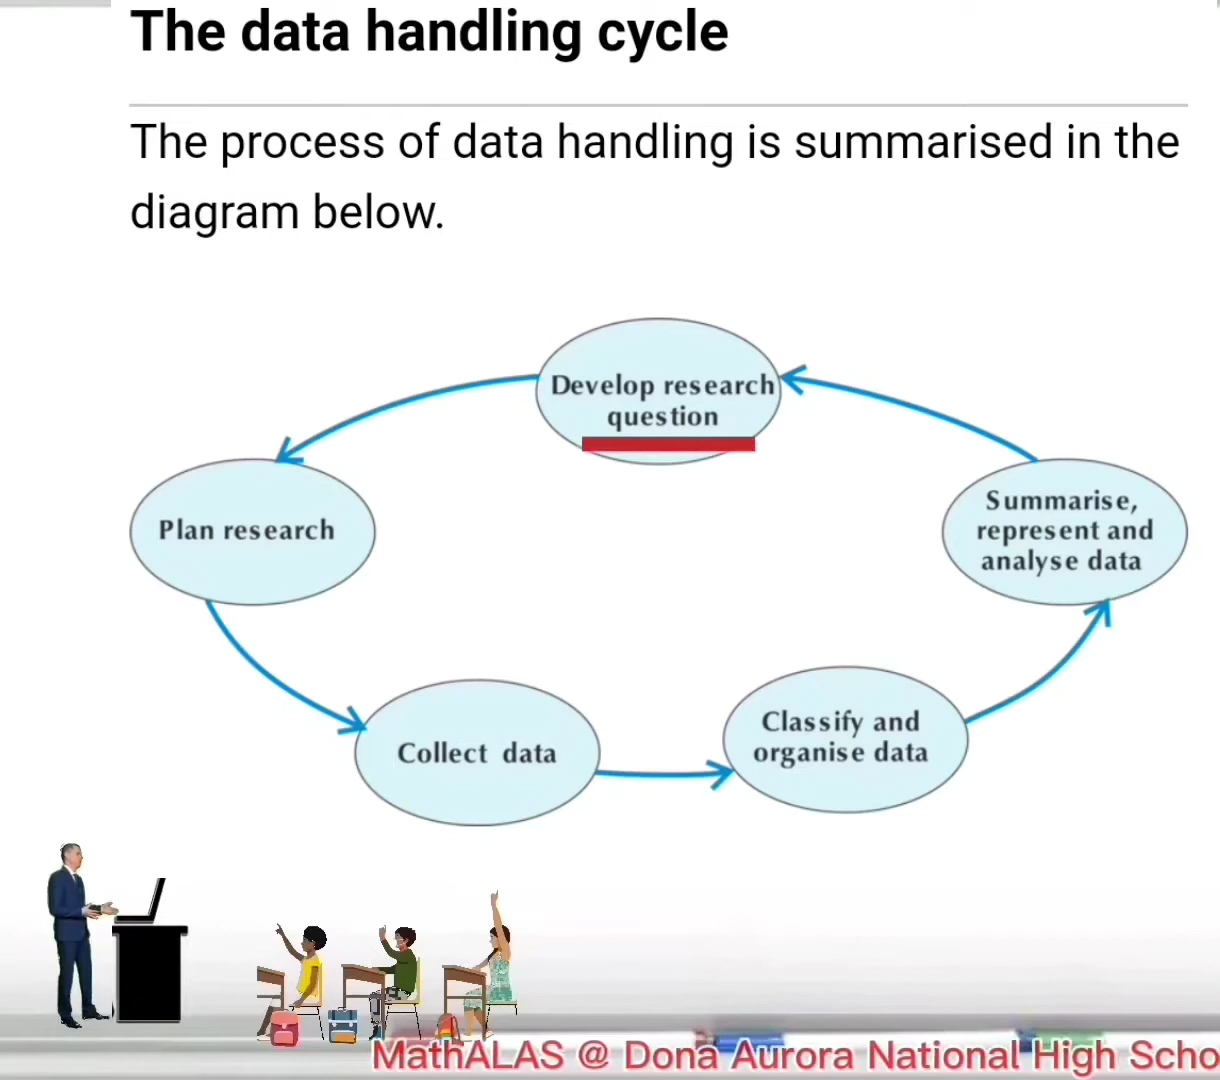 The data handling cycle
The process of data handling is summarised in the
diagram below.
Develop research
question
Plan research
Summarise,
represent and
analyse data
Collect data
Classify and
organise data
MathALAS @ Dona Aurora National High Scho